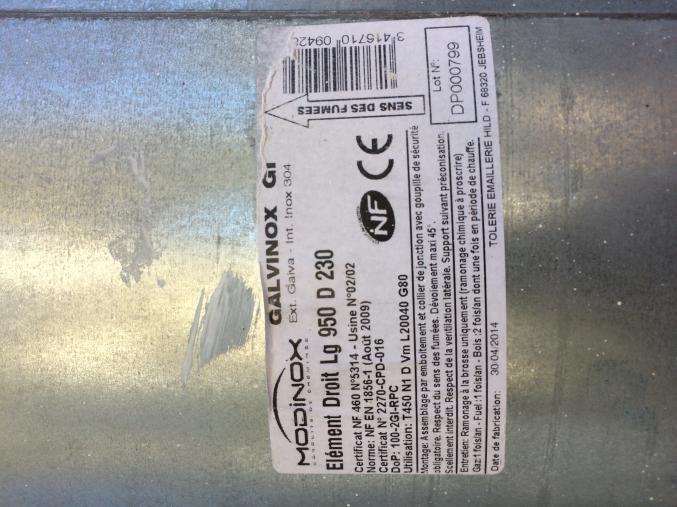 MODINOX
CONDUITS DE CHEMINEES
GALVINOX GI
Ext. Galva - Int. Inox 304
Elément Droit Lg 950 D 230
Certificat NF 460 N°5314 - Usine N°02/02
Norme: NF EN 1856-1 (Août 2009)
Certificat N° 2270-CPD-016
DoP: 100-2GI-RPC
Utilisation: T450 N1 D Vm L20040 G80
NF CE
SENS DES FUMEES
3 415710 0942
Montage: Assemblage par emboitement et collier de jonction avec goupille de sécurité
obligatoire. Respect du sens des fumées. Dévoiement maxi 45°.
Scellement interdit. Respect de la ventilation latérale. Support suivant préconisation.
Entretien: Ramonage à la brosse uniquement (ramonage chimique à proscrire)
Gaz:1 fois/an - Fuel :1 fois/an - Bois :2 fois/an dont une fois en période de chauffe.
Date de fabrication: 30/04/2014
Lot N°:
DP000799
TOLERIE EMAILLERIE HILD - F 68320 JEBSHEIM